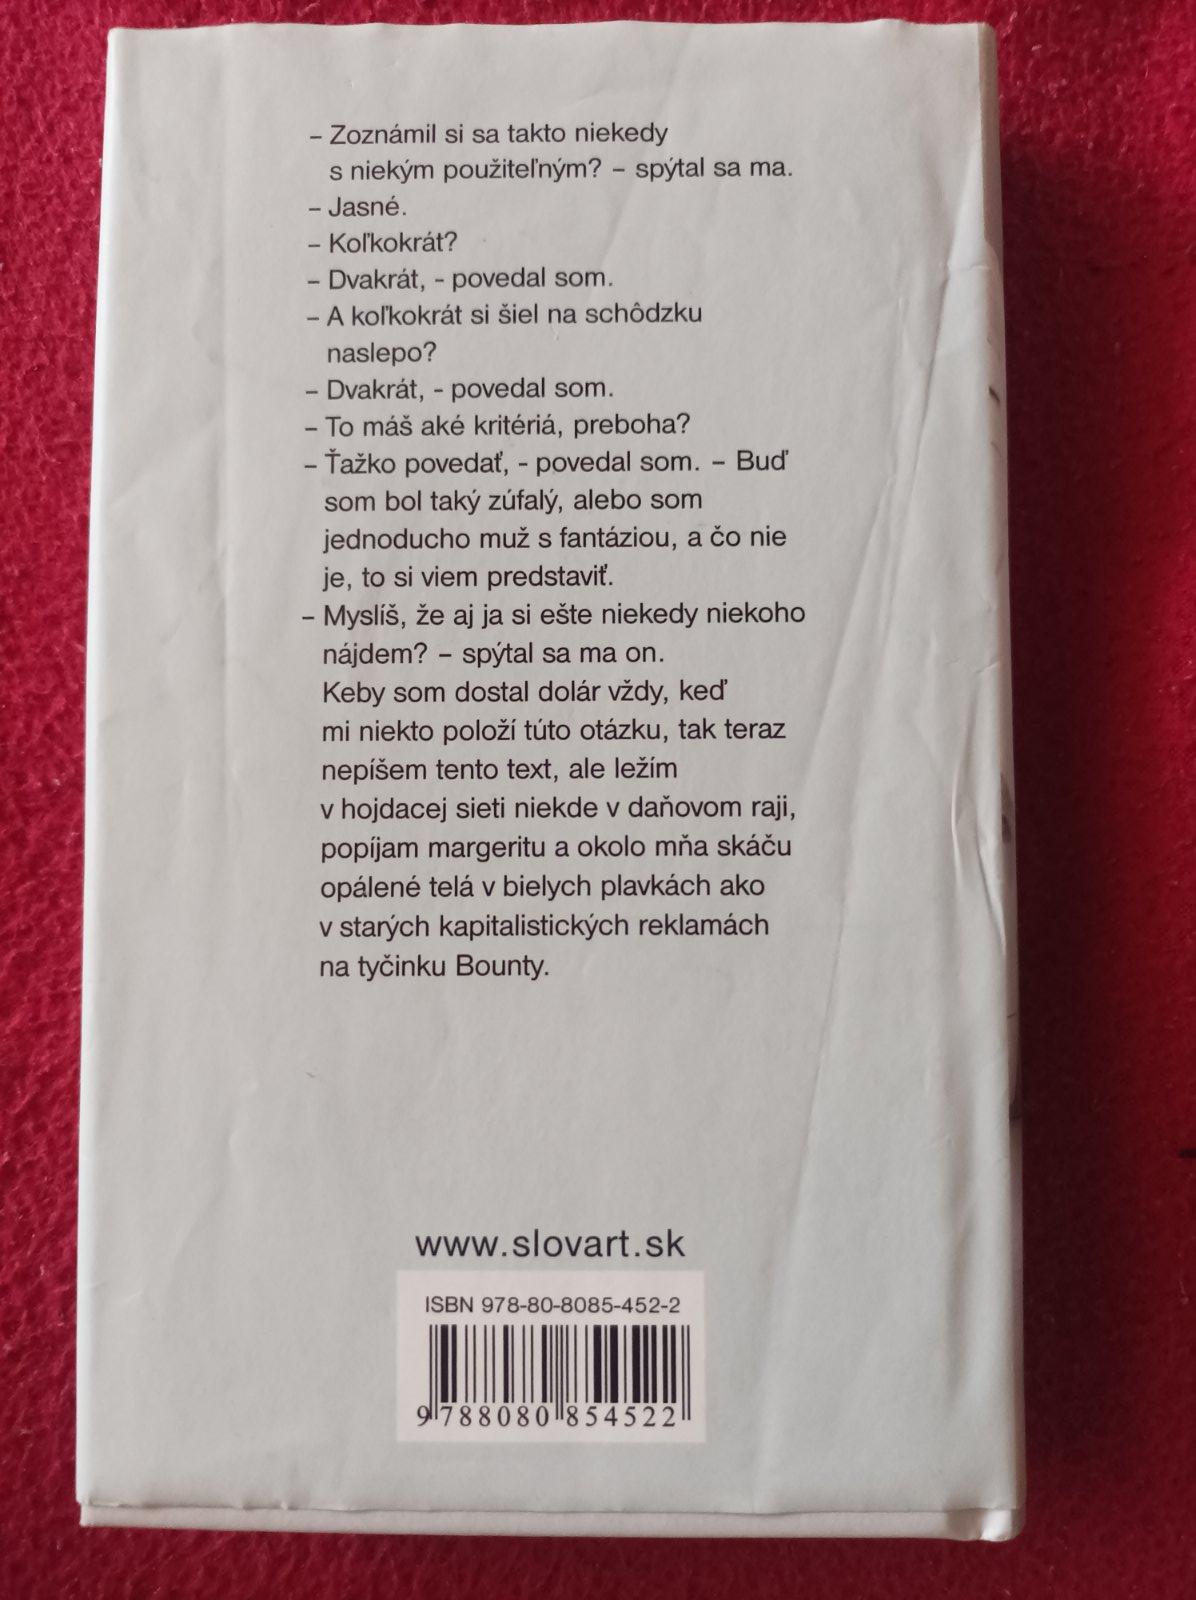 – Zoznámil si sa takto niekedy
s niekým použiteľným? – spýtal sa ma.
– Jasné.
– Koľkokrát?
– Dvakrát, - povedal som.
– A koľkokrát si šiel na schôdzku
naslepo?
– Dvakrát, - povedal som.
– To máš aké kritériá, preboha?
– Ťažko povedať, - povedal som. – Buď
som bol taký zúfalý, alebo som
jednoducho muž s fantáziou, a čo nie
je, to si viem predstaviť.
– Myslíš, že aj ja si ešte niekedy niekoho
nájdem? – spýtal sa ma on.
Keby som dostal dolár vždy, keď
mi niekto položí túto otázku, tak teraz
nepíšem tento text, ale ležím
v hojdacej sieti niekde v daňovom raji,
popíjam margeritu a okolo mňa skáču
opálené telá v bielych plavkách ako
v starých kapitalistických reklamách
na tyčinku Bounty.
www.slovart.sk
ISBN 978-80-8085-452-2
9 788080 854522